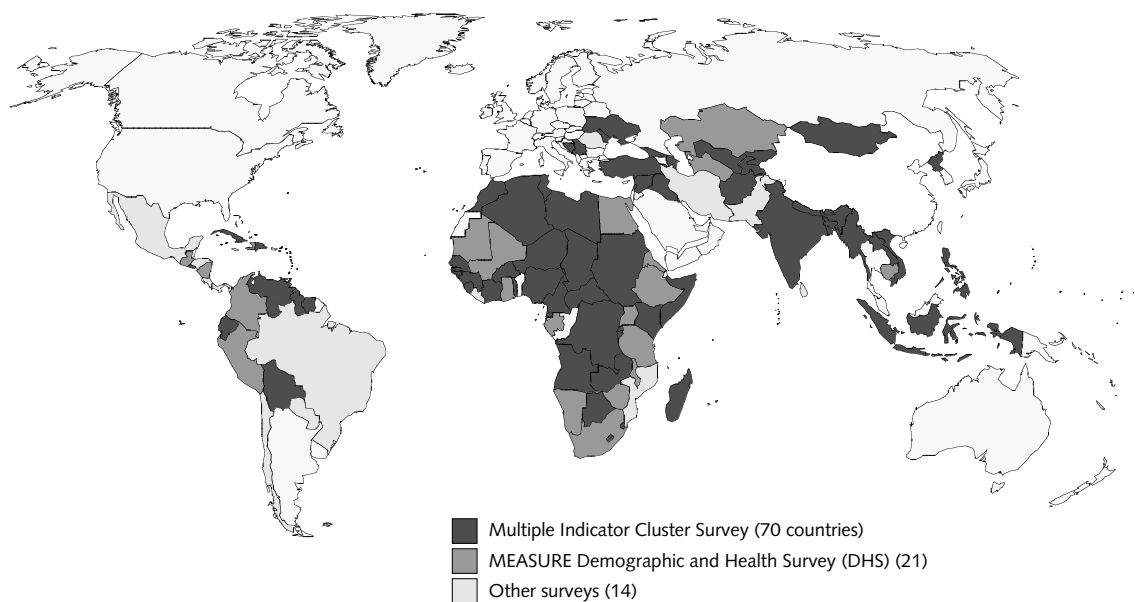 Multiple Indicator Cluster Survey (70 countries)
MEASURE Demographic and Health Survey (DHS) (21)
Other surveys (14)